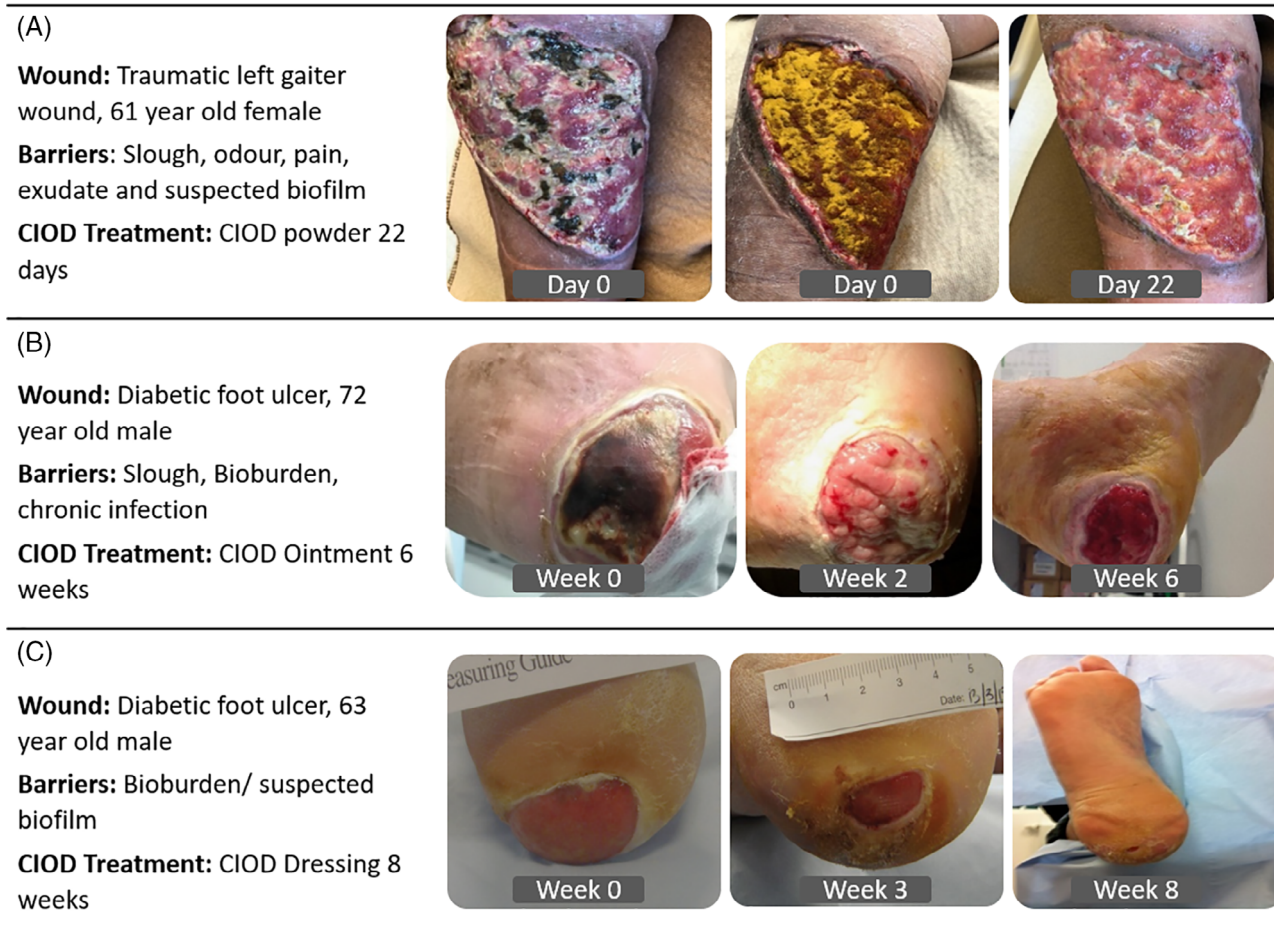 (A)
Wound: Traumatic left gaiter
wound, 61 year old female
Barriers: Slough, odour, pain,
exudate and suspected biofilm
CIOD Treatment: CIOD powder 22
days
Day 0
Day 0
Day 22
(B)
Wound: Diabetic foot ulcer, 72
year old male
Barriers: Slough, Bioburden,
chronic infection
CIOD Treatment: CIOD Ointment 6
weeks
Week 0
Week 2
Week 6
(C)
Wound: Diabetic foot ulcer, 63
year old male
Barriers: Bioburden/ suspected
biofilm
CIOD Treatment: CIOD Dressing 8
weeks
easuring Guide
Week 0
cm
0 1 2 3 4 5
Date: 13/3/1
Week 3
Week 8